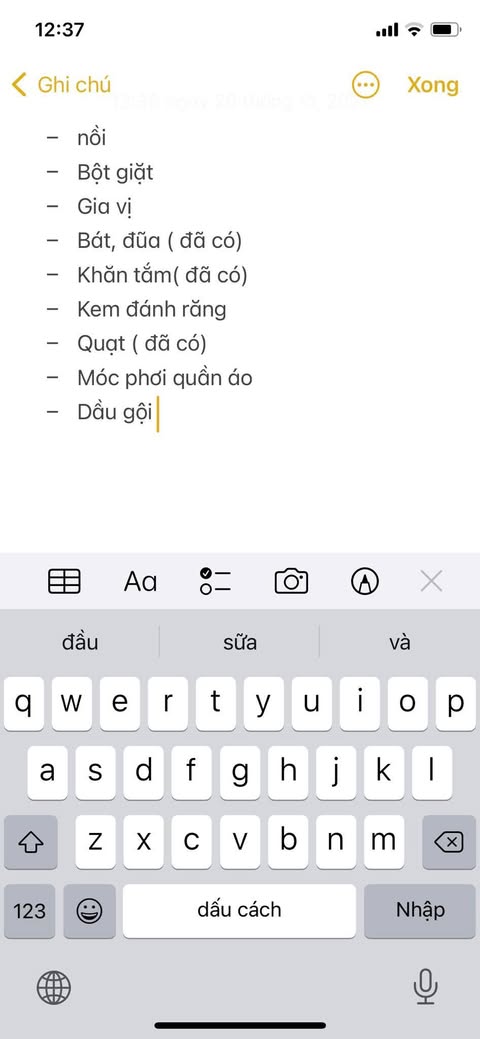 12:37
Ghi chú
Xong
– nồi
– Bột giặt
– Gia vị
– Bát, đũa ( đã có)
– Khăn tắm( đã có)
– Kem đánh răng
– Quạt ( đã có)
– Móc phơi quần áo
– Dầu gội
Aa
đầu sữa và
q w e r t y u i o p
a s d f g h j k l
z x c v b n m
123 dấu cách Nhập